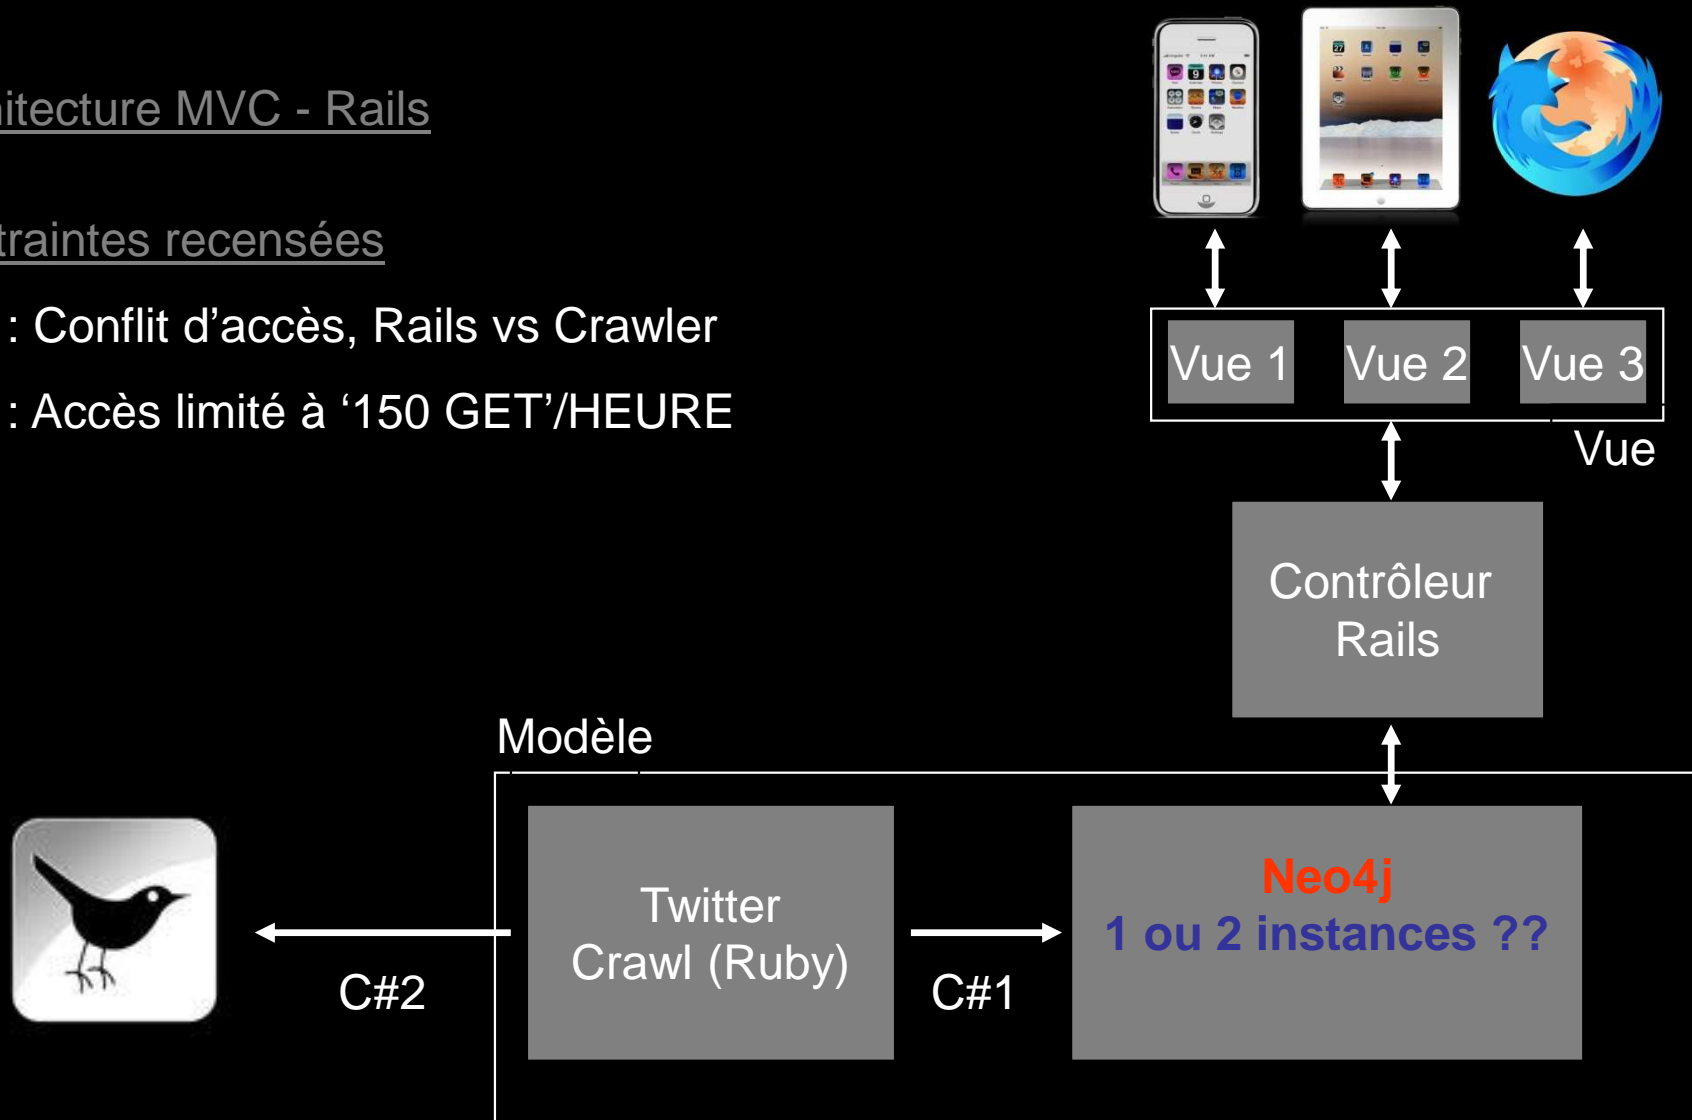 hitecture MVC - Rails
traintes recensées
: Conflit d’accès, Rails vs Crawler
: Accès limité à ‘150 GET’/HEURE
Vue 1
Vue 2
Vue 3
Vue
Contrôleur
Rails
Modèle
Twitter
Crawl (Ruby)
Neo4j
1 ou 2 instances ??
C#2
C#1